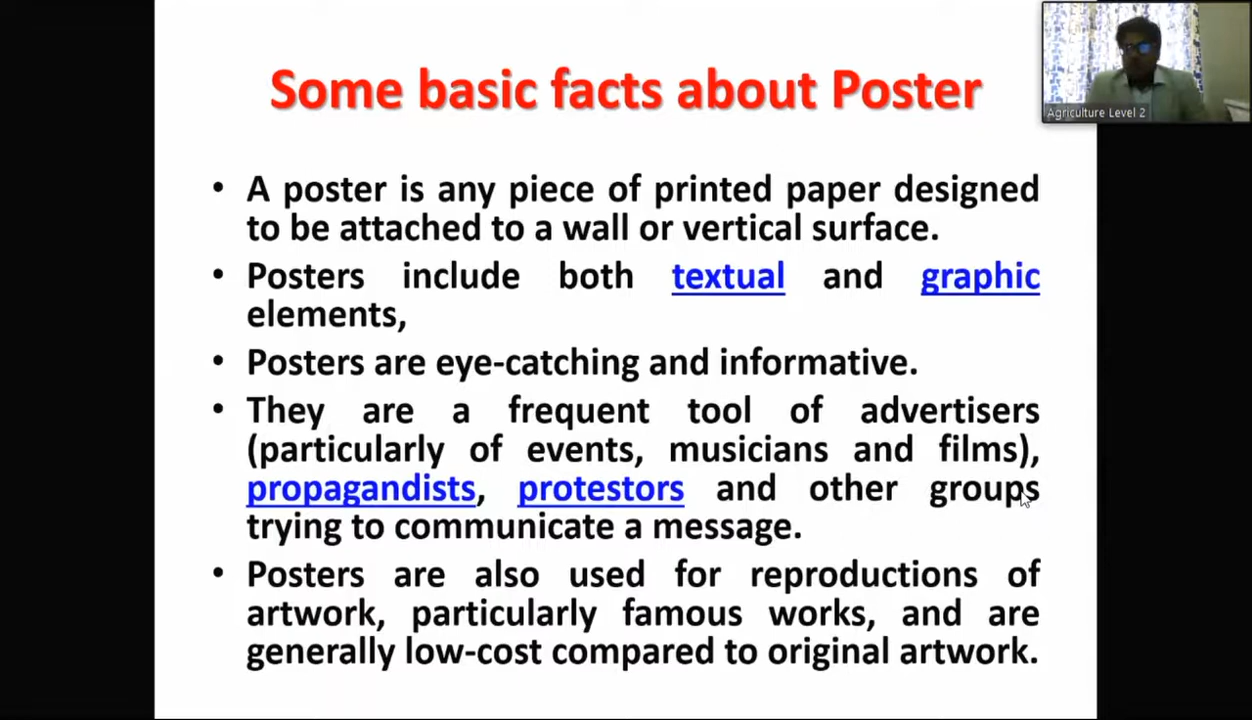 Some basic facts about Poster
Agriculture Level 2
• A poster is any piece of printed paper designed
to be attached to a wall or vertical surface.
• Posters include both textual and graphic
elements,
• Posters are eye-catching and informative.
• They are a frequent tool of advertisers
(particularly of events, musicians and films),
propagandists, protestors and other groups
trying to communicate a message.
• Posters are also used for reproductions of
artwork, particularly famous works, and are
generally low-cost compared to original artwork.